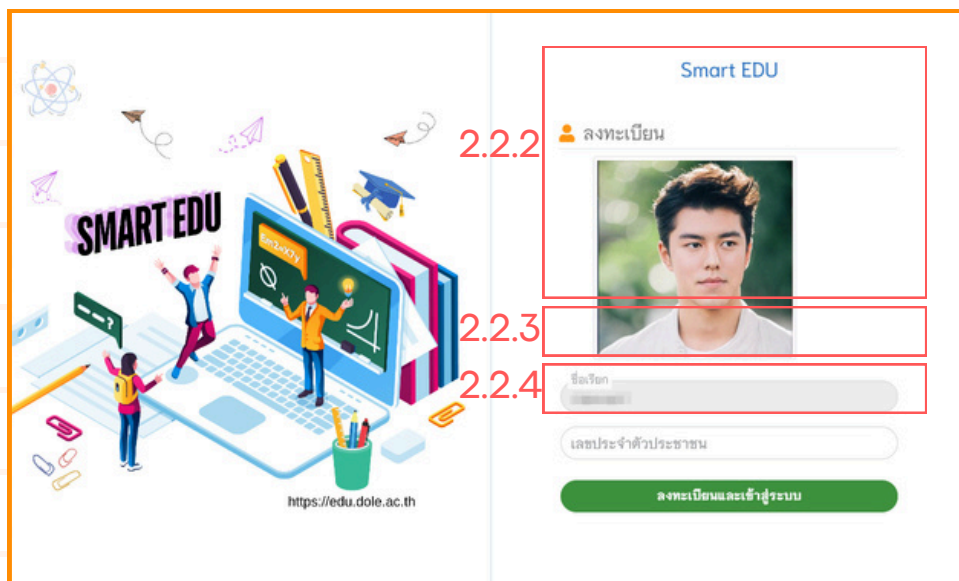 Smart EDU
2.2.2
ลงทะเบียน
SMART EDU
Em2=X7y
--?
2.2.3
2.2.4
ชื่อเรียก
เลขประจำตัวประชาชน
ลงทะเบียนและเข้าสู่ระบบ
https://edu.dole.ac.th